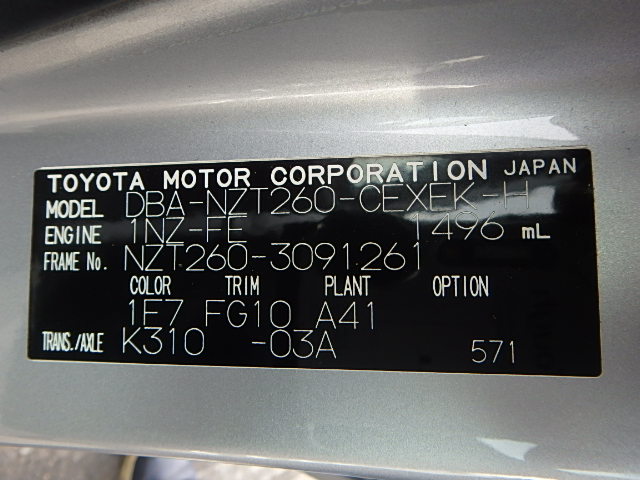 TOYOTA MOTOR CORPORATION JAPAN
MODEL DBA-NZT260-CEXEK-H
ENGINE 1NZ-FE 1496 mL
FRAME No. NZT260-3091261
COLOR TRIM PLANT OPTION
1F7 FG10 A41
TRANS./AXLE K310 -03A 571